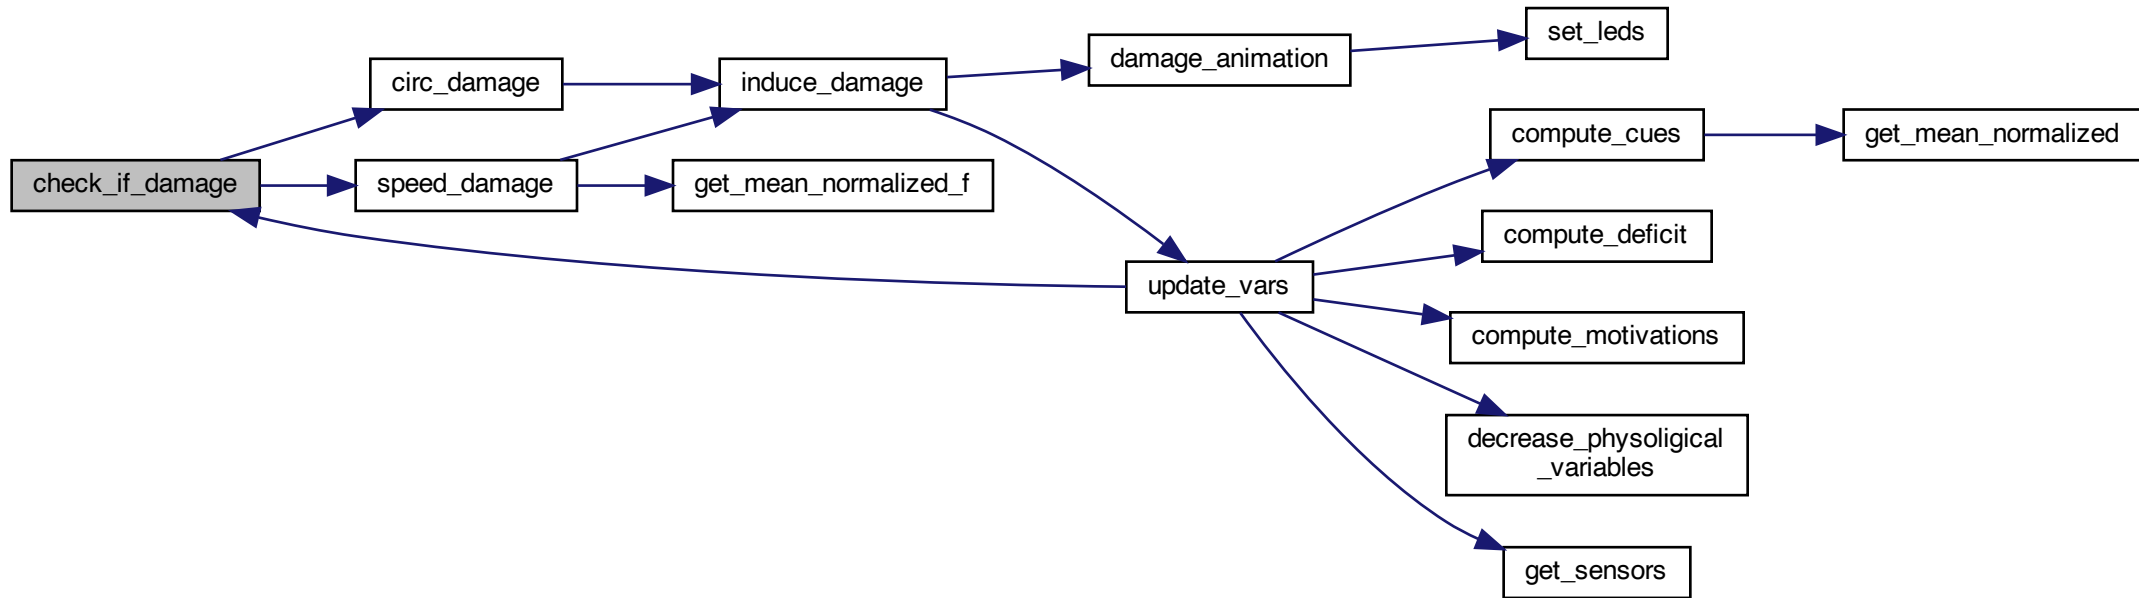 set_leds
damage_animation
circ_damage
induce_damage
compute_cues
get_mean_normalized
check_if_damage
speed_damage
get_mean_normalized_f
compute_deficit
update_vars
compute_motivations
decrease_physoligical
_variables
get_sensors